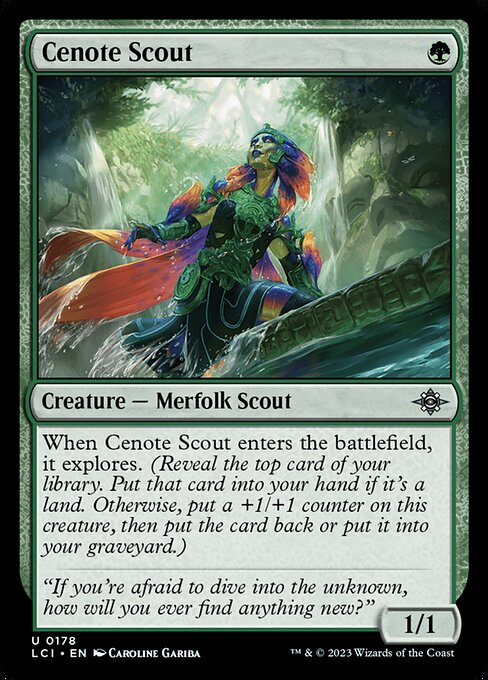 Cenote Scout
Creature — Merfolk Scout
When Cenote Scout enters the battlefield,
it explores. (Reveal the top card of your
library. Put that card into your hand if it's a
land. Otherwise, put a +1/+1 counter on this
creature, then put the card back or put it into
your graveyard.)
“If you're afraid to dive into the unknown,
how will you ever find anything new?”
1/1
U 0178
LCI • EN Caroline Gariba
™ & © 2023 Wizards of the Coast